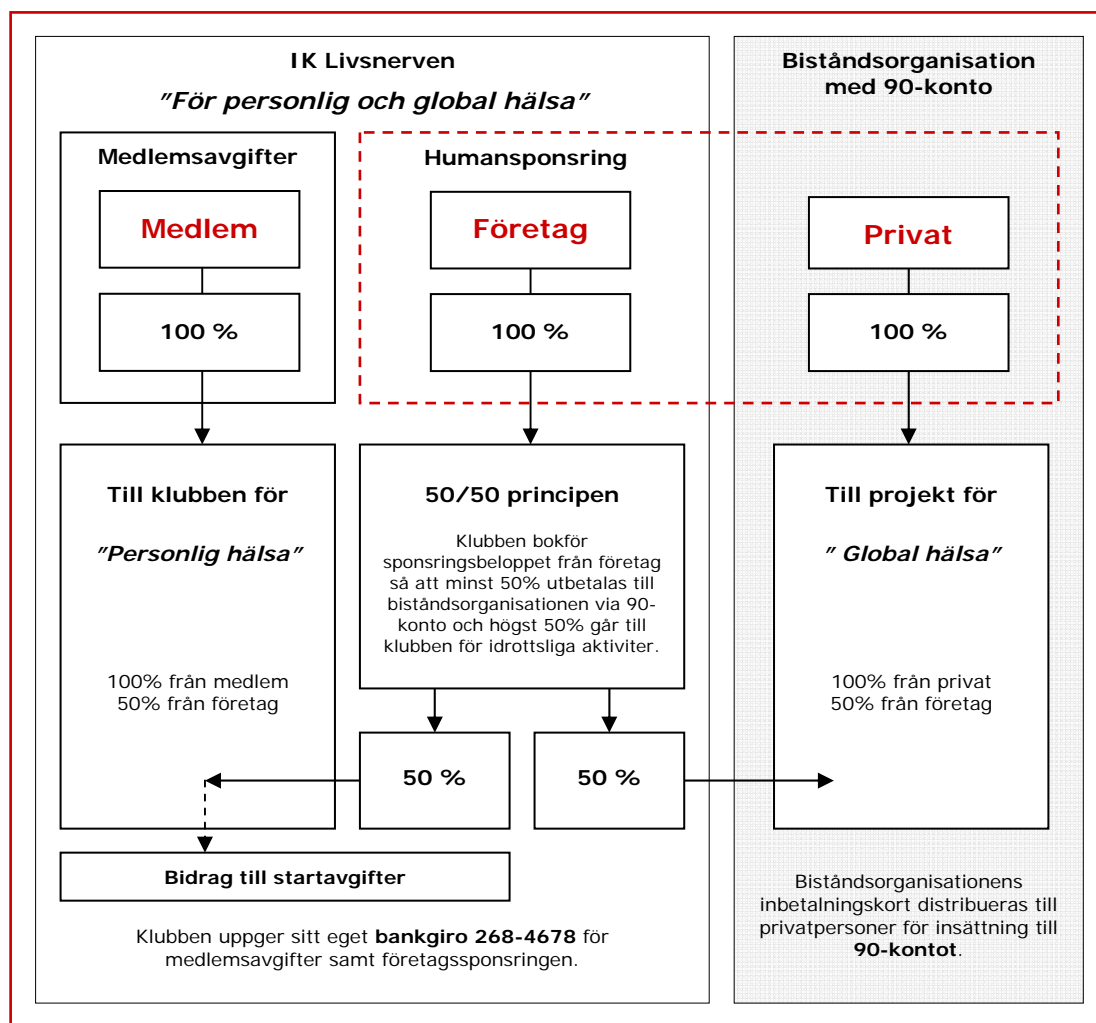 IK Livsnerven
"För personlig och global hälsa"
Biståndsorganisation
med 90-konto
Medlemsavgifter
Medlem
100 %
Humansponsring
Företag
100 %
Privat
100 %
Till klubben för
"Personlig hälsa"
100% från medlem
50% från företag
50/50 principen
Klubben bokför
sponsringsbeloppet från företag
så att minst 50% utbetalas till
biståndsorganisationen via 90-
konto och högst 50% går till
klubben för idrottsliga aktiviter.
50 %
50 %
Till projekt för
" Global hälsa"
100% från privat
50% från företag
Bidrag till startavgifter
Klubben uppger sitt eget bankgiro 268-4678 för
medlemsavgifter samt företagssponsringen.
Biståndsorganisationens
inbetalningskort distribueras till
privatpersoner för insättning till
90-kontot.